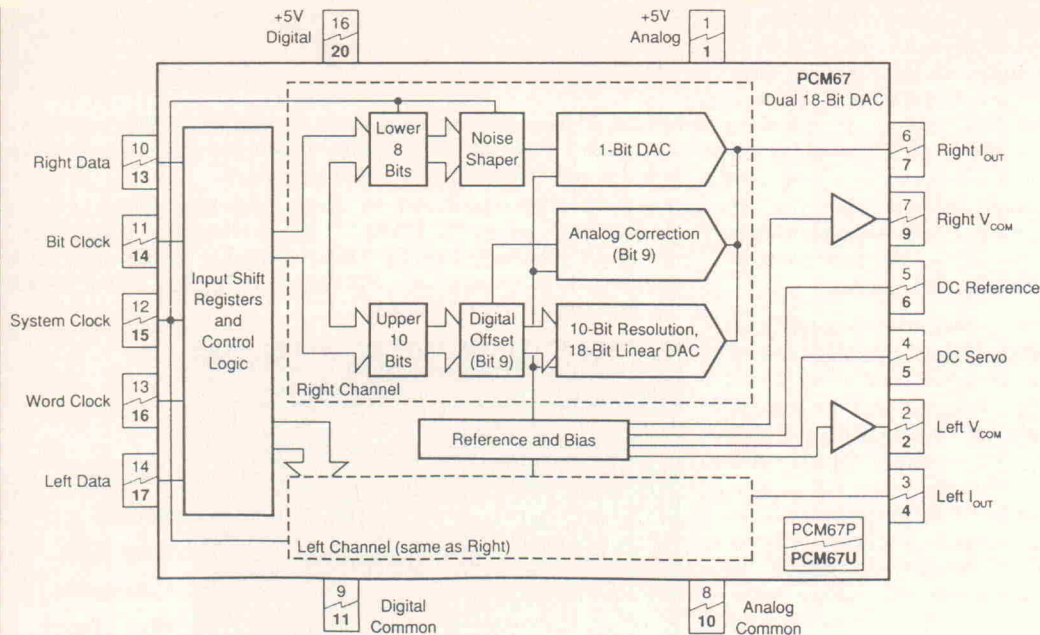 +5V
Digital
16
20
+5V
Analog
1
1
PCM67
Dual 18-Bit DAC
Right Data
10
13
Bit Clock
11
14
System Clock
12
15
Word Clock
13
16
Left Data
14
17
Input Shift
Registers
and
Control
Logic
Lower
8
Bits
Noise
Shaper
1-Bit DAC
Analog Correction
(Bit 9)
Upper
10
Bits
Digital
Offset
(Bit 9)
10-Bit Resolution,
18-Bit Linear DAC
Right Channel
Reference and Bias
Left Channel (same as Right)
6
7
Right IOUT
7
9
Right VCOM
5
6
DC Reference
4
5
DC Servo
2
2
Left VCOM
3
4
Left IOUT
PCM67P
PCM67U
9
11
Digital
Common
8
10
Analog
Common